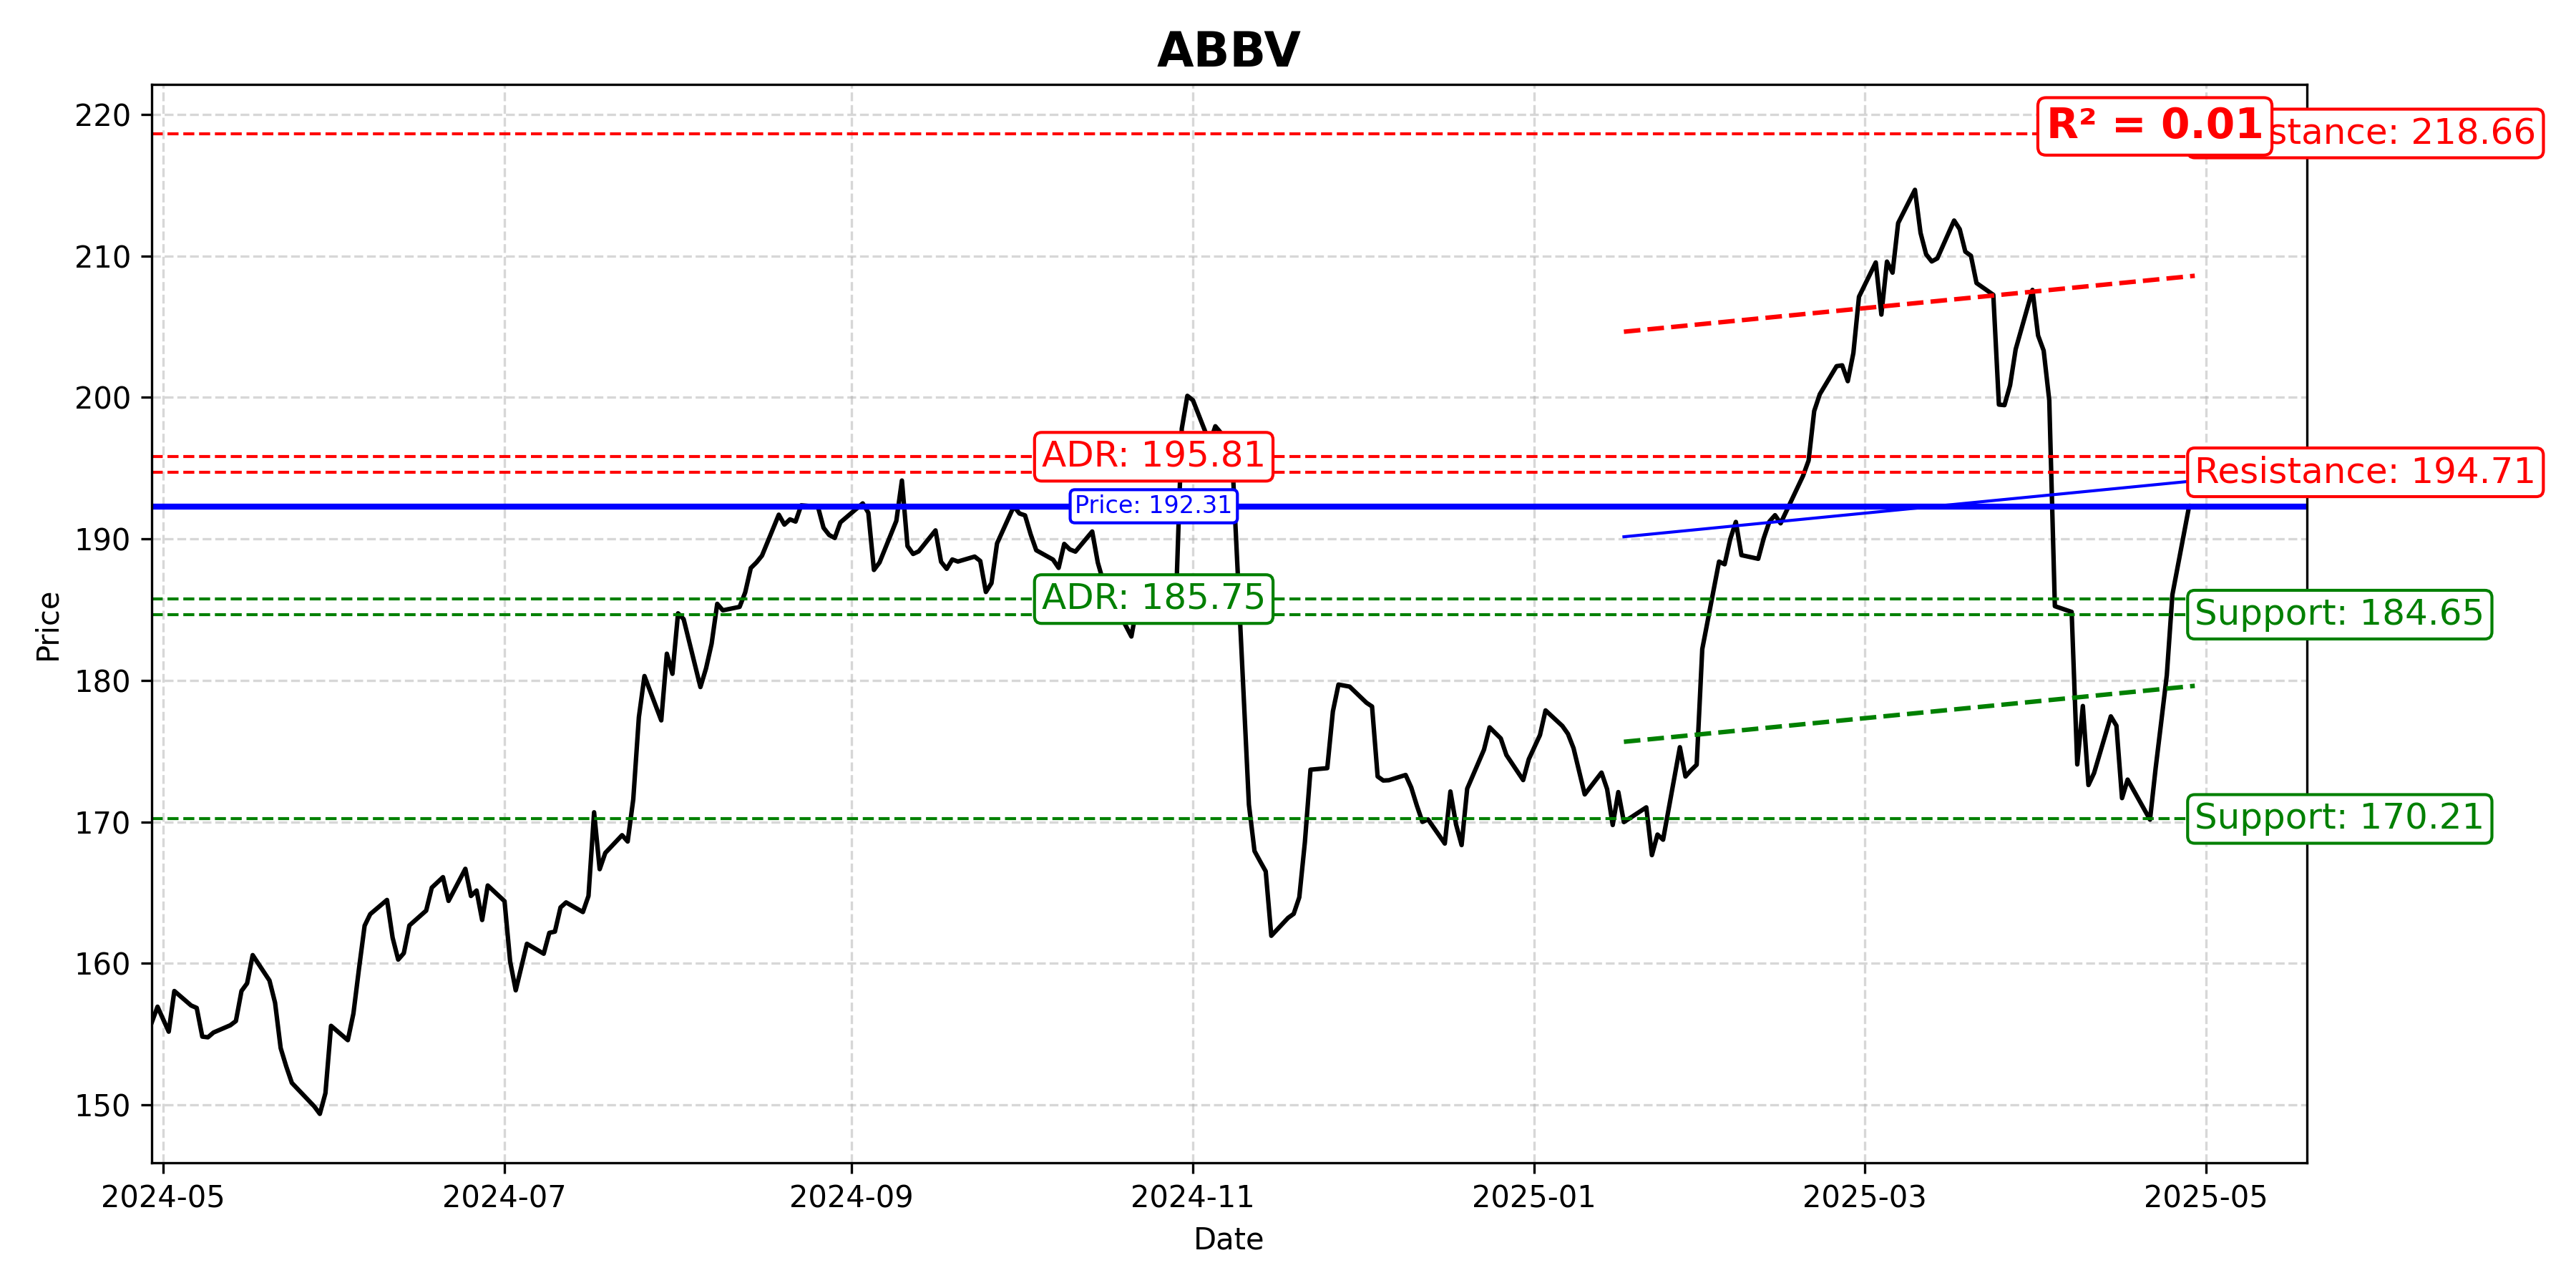 ABBV
220
210
200
190
180
170
160
150
Price
R² = 0.01
stance: 218.66
ADR: 195.81
Resistance: 194.71
Price: 192.31
ADR: 185.75
Support: 184.65
Support: 170.21
2024-05
2024-07
2024-09
2024-11
2025-01
2025-03
2025-05
Date